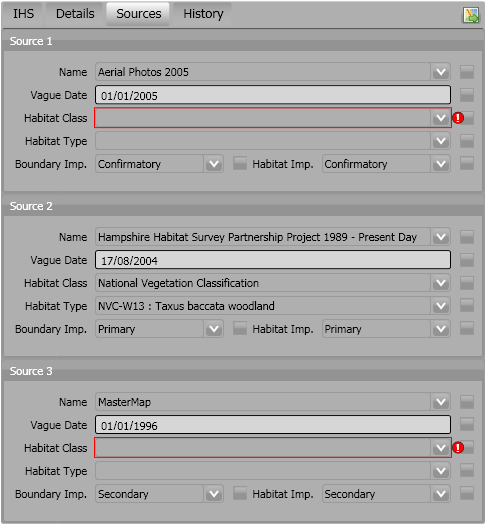 IHS Details Sources History
Source 1
Name Aerial Photos 2005
Vague Date 01/01/2005
Habitat Class
Habitat Type
Boundary Imp. Confirmatory Habitat Imp. Confirmatory
Source 2
Name Hampshire Habitat Survey Partnership Project 1989 - Present Day
Vague Date 17/08/2004
Habitat Class National Vegetation Classification
Habitat Type NVC-W13 : Taxus baccata woodland
Boundary Imp. Primary Habitat Imp. Primary
Source 3
Name MasterMap
Vague Date 01/01/1996
Habitat Class
Habitat Type
Boundary Imp. Secondary Habitat Imp. Secondary